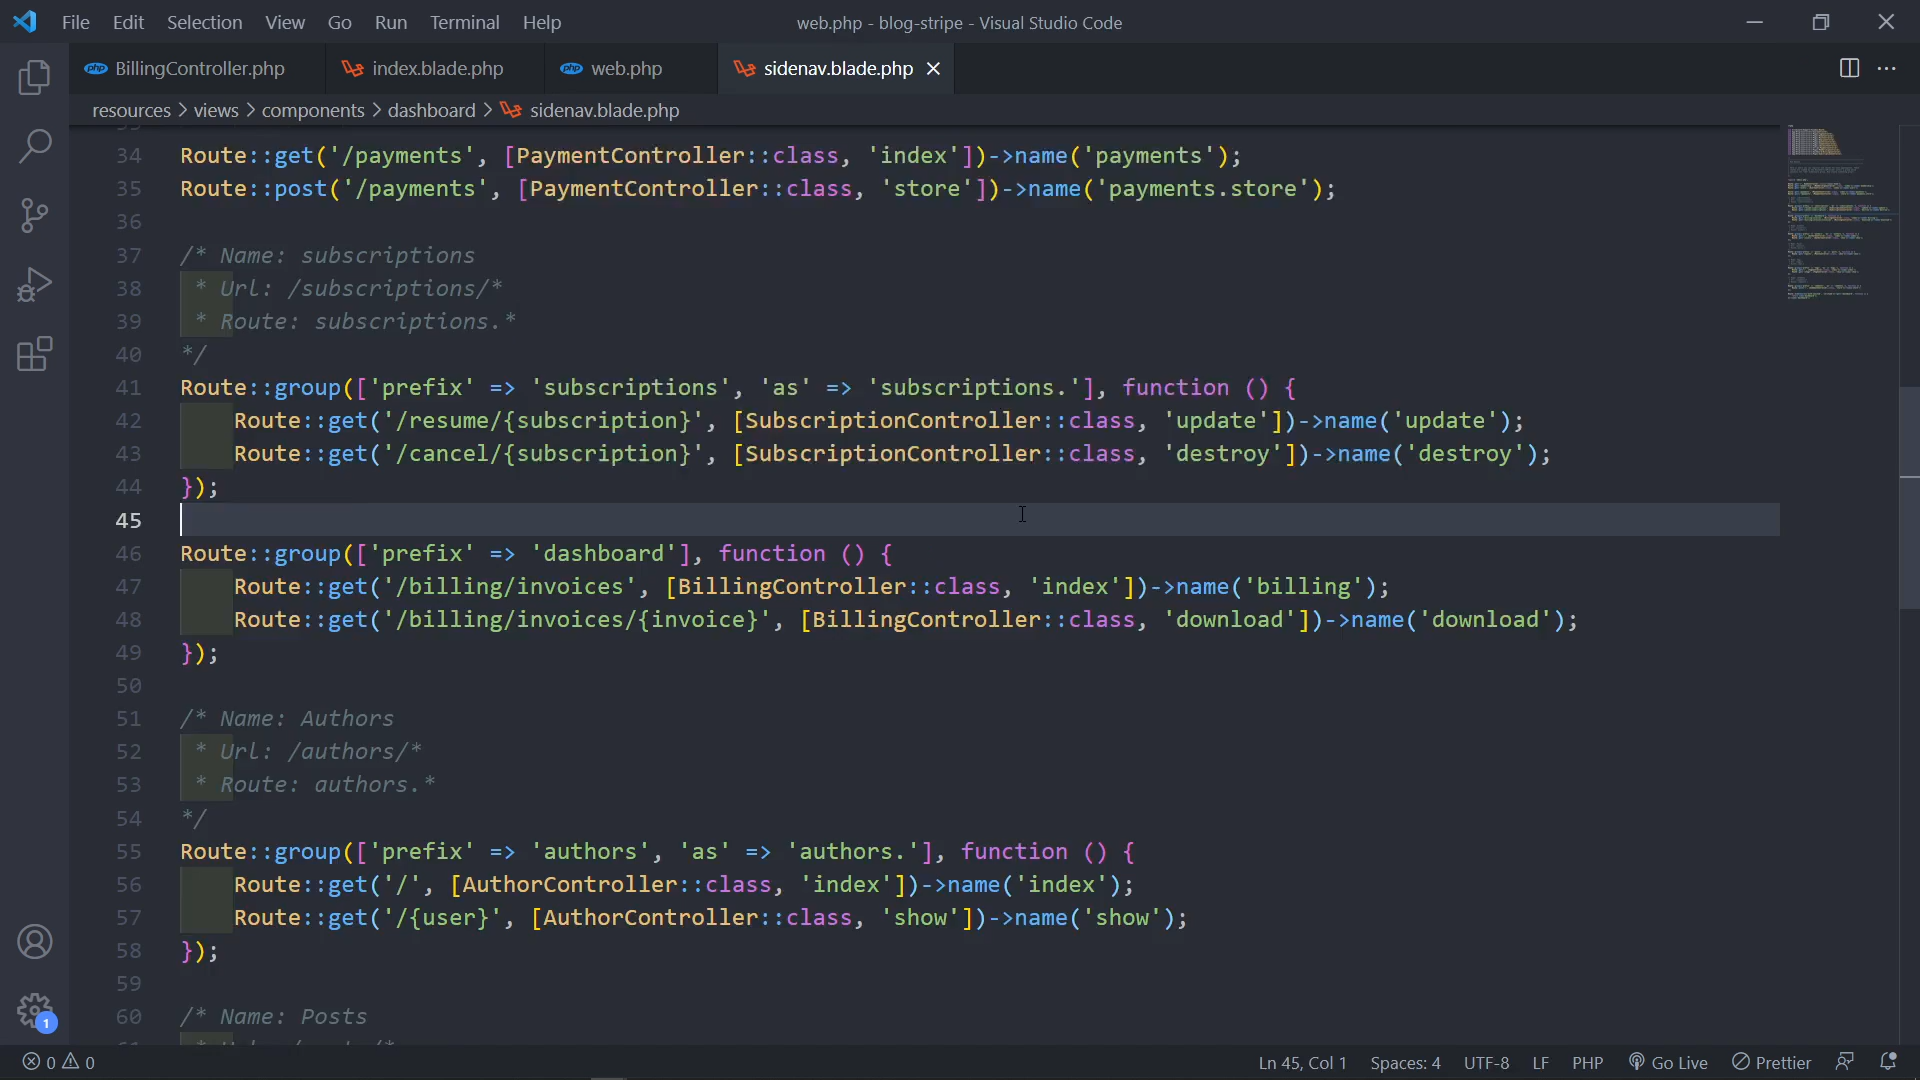 File Edit Selection View Go Run Terminal Help
web.php - blog-stripe - Visual Studio Code
php BillingController.php
index.blade.php
php web.php
sidenav.blade.php
resources > views > components > dashboard > sidenav.blade.php
34 Route::get('/payments', [PaymentController::class, 'index'])->name('payments');
35 Route::post('/payments', [PaymentController::class, 'store'])->name('payments.store');
36
37 /* Name: subscriptions
38 * Url: /subscriptions/*
39 * Route: subscriptions.*
40 */
41 Route::group(['prefix' => 'subscriptions', 'as' => 'subscriptions.'], function () {
42 Route::get('/resume/{subscription}', [SubscriptionController::class, 'update'])->name('update');
43 Route::get('/cancel/{subscription}', [SubscriptionController::class, 'destroy'])->name('destroy');
44 });
45
46 Route::group(['prefix' => 'dashboard'], function () {
47 Route::get('/billing/invoices', [BillingController::class, 'index'])->name('billing');
48 Route::get('/billing/invoices/{invoice}', [BillingController::class, 'download'])->name('download');
49 });
50
51 /* Name: Authors
52 * Url: /authors/*
53 * Route: authors.*
54 */
55 Route::group(['prefix' => 'authors', 'as' => 'authors.'], function () {
56 Route::get('/', [AuthorController::class, 'index'])->name('index');
57 Route::get('/{user}', [AuthorController::class, 'show'])->name('show');
58 });
59
60 /* Name: Posts
1
0 0
Ln 45, Col 1 Spaces: 4 UTF-8 LF PHP Go Live Prettier